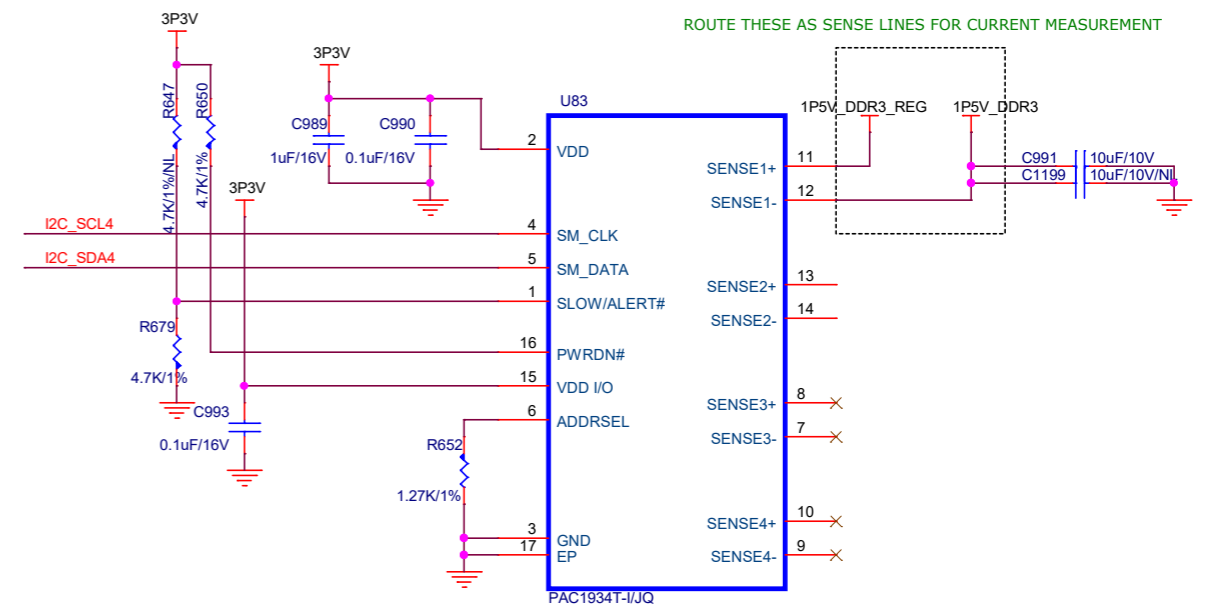 3P3V
ROUTE THESE AS SENSE LINES FOR CURRENT MEASUREMENT
3P3V
R647
4.7K/1%/NL
R650
4.7K/1%
C989
1uF/16V
C990
0.1uF/16V
U83
1P5V_DDR3_REG
1P5V_DDR3
2
VDD
SENSE1+
11
C991
10uF/10V
C1199
10uF/10V/NL
SENSE1-
12
3P3V
I2C_SCL4
4
SM_CLK
I2C_SDA4
5
SM_DATA
SENSE2+
13
1
SLOW/ALERT#
SENSE2-
14
R679
4.7K/1%
16
PWRDN#
15
VDD I/O
SENSE3+
8
C993
0.1uF/16V
6
ADDRSEL
SENSE3-
7
R652
1.27K/1%
SENSE4+
10
3
GND
17
EP
SENSE4-
9
PAC1934T-I/JQ